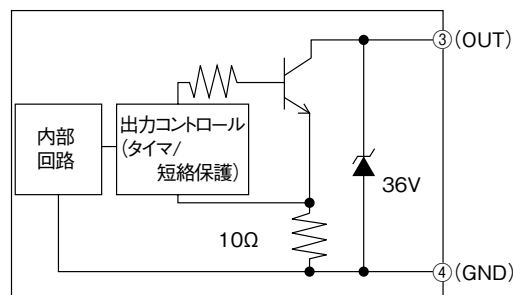 ③(OUT)
内部
回路
出力コントロール
(タイマ/
短絡保護)
36V
10Ω
④(GND)